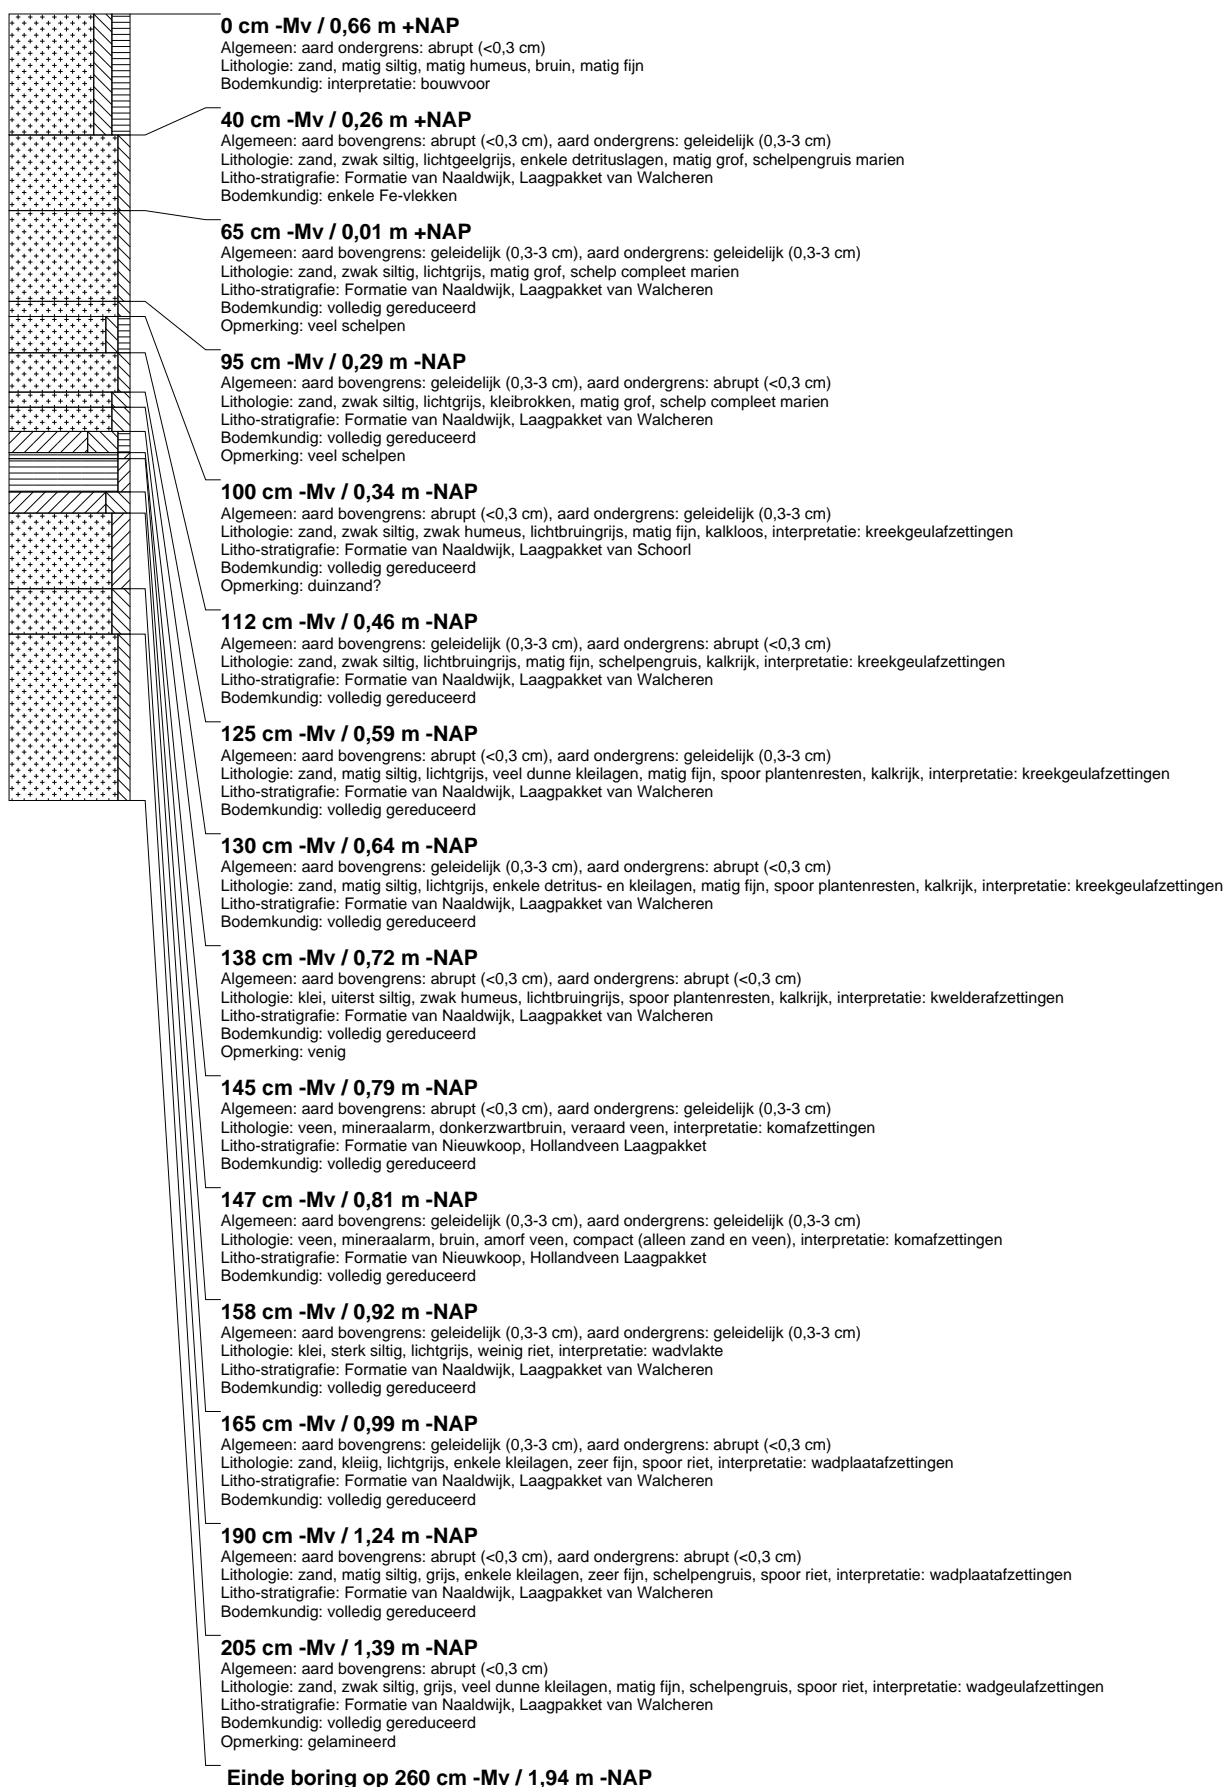 0 cm -Mv / 0,66 m +NAP
Algemeen: aard ondergrens: abrupt (<0,3 cm)
Lithologie: zand, matig siltig, matig humeus, bruin, matig fijn
Bodemkundig: interpretatie: bouwvoor
40 cm -Mv / 0,26 m +NAP
Algemeen: aard bovengrens: abrupt (<0,3 cm), aard ondergrens: geleidelijk (0,3-3 cm)
Lithologie: zand, zwak siltig, lichtgeelgrijs, enkele detrituslagen, matig grof, schelpengruis marien
Litho-stratigrafie: Formatie van Naaldwijk, Laagpakket van Walcheren
Bodemkundig: enkele Fe-vlekken
65 cm -Mv / 0,01 m +NAP
Algemeen: aard bovengrens: geleidelijk (0,3-3 cm), aard ondergrens: geleidelijk (0,3-3 cm)
Lithologie: zand, zwak siltig, lichtgrijs, matig grof, schelp compleet marien
Litho-stratigrafie: Formatie van Naaldwijk, Laagpakket van Walcheren
Bodemkundig: volledig gereduceerd
Opmerking: veel schelpen
95 cm -Mv / 0,29 m -NAP
Algemeen: aard bovengrens: geleidelijk (0,3-3 cm), aard ondergrens: abrupt (<0,3 cm)
Lithologie: zand, zwak siltig, lichtgrijs, kleibrokken, matig grof, schelp compleet marien
Litho-stratigrafie: Formatie van Naaldwijk, Laagpakket van Walcheren
Bodemkundig: volledig gereduceerd
Opmerking: veel schelpen
100 cm -Mv / 0,34 m -NAP
Algemeen: aard bovengrens: abrupt (<0,3 cm), aard ondergrens: geleidelijk (0,3-3 cm)
Lithologie: zand, zwak siltig, zwak humeus, lichtbruingrijs, matig fijn, kalkloos, interpretatie: kreekgeulafzettingen
Litho-stratigrafie: Formatie van Naaldwijk, Laagpakket van Schoorl
Bodemkundig: volledig gereduceerd
Opmerking: duinzand?
112 cm -Mv / 0,46 m -NAP
Algemeen: aard bovengrens: geleidelijk (0,3-3 cm), aard ondergrens: abrupt (<0,3 cm)
Lithologie: zand, zwak siltig, lichtbruingrijs, matig fijn, schelpengruis, kalkrijk, interpretatie: kreekgeulafzettingen
Litho-stratigrafie: Formatie van Naaldwijk, Laagpakket van Walcheren
Bodemkundig: volledig gereduceerd
125 cm -Mv / 0,59 m -NAP
Algemeen: aard bovengrens: abrupt (<0,3 cm), aard ondergrens: geleidelijk (0,3-3 cm)
Lithologie: zand, matig siltig, lichtgrijs, veel dunne kleilagen, matig fijn, spoor plantenresten, kalkrijk, interpretatie: kreekgeulafzettingen
Litho-stratigrafie: Formatie van Naaldwijk, Laagpakket van Walcheren
Bodemkundig: volledig gereduceerd
130 cm -Mv / 0,64 m -NAP
Algemeen: aard bovengrens: geleidelijk (0,3-3 cm), aard ondergrens: abrupt (<0,3 cm)
Lithologie: zand, matig siltig, lichtgrijs, enkele detritus- en kleilagen, matig fijn, spoor plantenresten, kalkrijk, interpretatie: kreekgeulafzettingen
Litho-stratigrafie: Formatie van Naaldwijk, Laagpakket van Walcheren
Bodemkundig: volledig gereduceerd
138 cm -Mv / 0,72 m -NAP
Algemeen: aard bovengrens: abrupt (<0,3 cm), aard ondergrens: abrupt (<0,3 cm)
Lithologie: klei, uiterst siltig, zwak humeus, lichtbruingrijs, spoor plantenresten, kalkrijk, interpretatie: kwelderafzettingen
Litho-stratigrafie: Formatie van Naaldwijk, Laagpakket van Walcheren
Bodemkundig: volledig gereduceerd
Opmerking: venig
145 cm -Mv / 0,79 m -NAP
Algemeen: aard bovengrens: abrupt (<0,3 cm), aard ondergrens: geleidelijk (0,3-3 cm)
Lithologie: veen, mineraalarm, donkerzwartbruin, veraard veen, interpretatie: komafzettingen
Litho-stratigrafie: Formatie van Nieuwkoop, Hollandveen Laagpakket
Bodemkundig: volledig gereduceerd
147 cm -Mv / 0,81 m -NAP
Algemeen: aard bovengrens: geleidelijk (0,3-3 cm), aard ondergrens: geleidelijk (0,3-3 cm)
Lithologie: veen, mineraalarm, bruin, amorf veen, compact (alleen zand en veen), interpretatie: komafzettingen
Litho-stratigrafie: Formatie van Nieuwkoop, Hollandveen Laagpakket
Bodemkundig: volledig gereduceerd
158 cm -Mv / 0,92 m -NAP
Algemeen: aard bovengrens: geleidelijk (0,3-3 cm), aard ondergrens: geleidelijk (0,3-3 cm)
Lithologie: klei, sterk siltig, lichtgrijs, weinig riet, interpretatie: wadvlakte
Litho-stratigrafie: Formatie van Naaldwijk, Laagpakket van Walcheren
Bodemkundig: volledig gereduceerd
165 cm -Mv / 0,99 m -NAP
Algemeen: aard bovengrens: geleidelijk (0,3-3 cm), aard ondergrens: abrupt (<0,3 cm)
Lithologie: zand, kleiig, lichtgrijs, enkele kleilagen, zeer fijn, spoor riet, interpretatie: wadplaatafzettingen
Litho-stratigrafie: Formatie van Naaldwijk, Laagpakket van Walcheren
Bodemkundig: volledig gereduceerd
190 cm -Mv / 1,24 m -NAP
Algemeen: aard bovengrens: abrupt (<0,3 cm), aard ondergrens: abrupt (<0,3 cm)
Lithologie: zand, matig siltig, grijs, enkele kleilagen, zeer fijn, schelpengruis, spoor riet, interpretatie: wadplaatafzettingen
Litho-stratigrafie: Formatie van Naaldwijk, Laagpakket van Walcheren
Bodemkundig: volledig gereduceerd
205 cm -Mv / 1,39 m -NAP
Algemeen: aard bovengrens: abrupt (<0,3 cm)
Lithologie: zand, zwak siltig, grijs, veel dunne kleilagen, matig fijn, schelpengruis, spoor riet, interpretatie: wadgeulafzettingen
Litho-stratigrafie: Formatie van Naaldwijk, Laagpakket van Walcheren
Bodemkundig: volledig gereduceerd
Opmerking: gelamineerd
Einde boring op 260 cm -Mv / 1,94 m -NAP